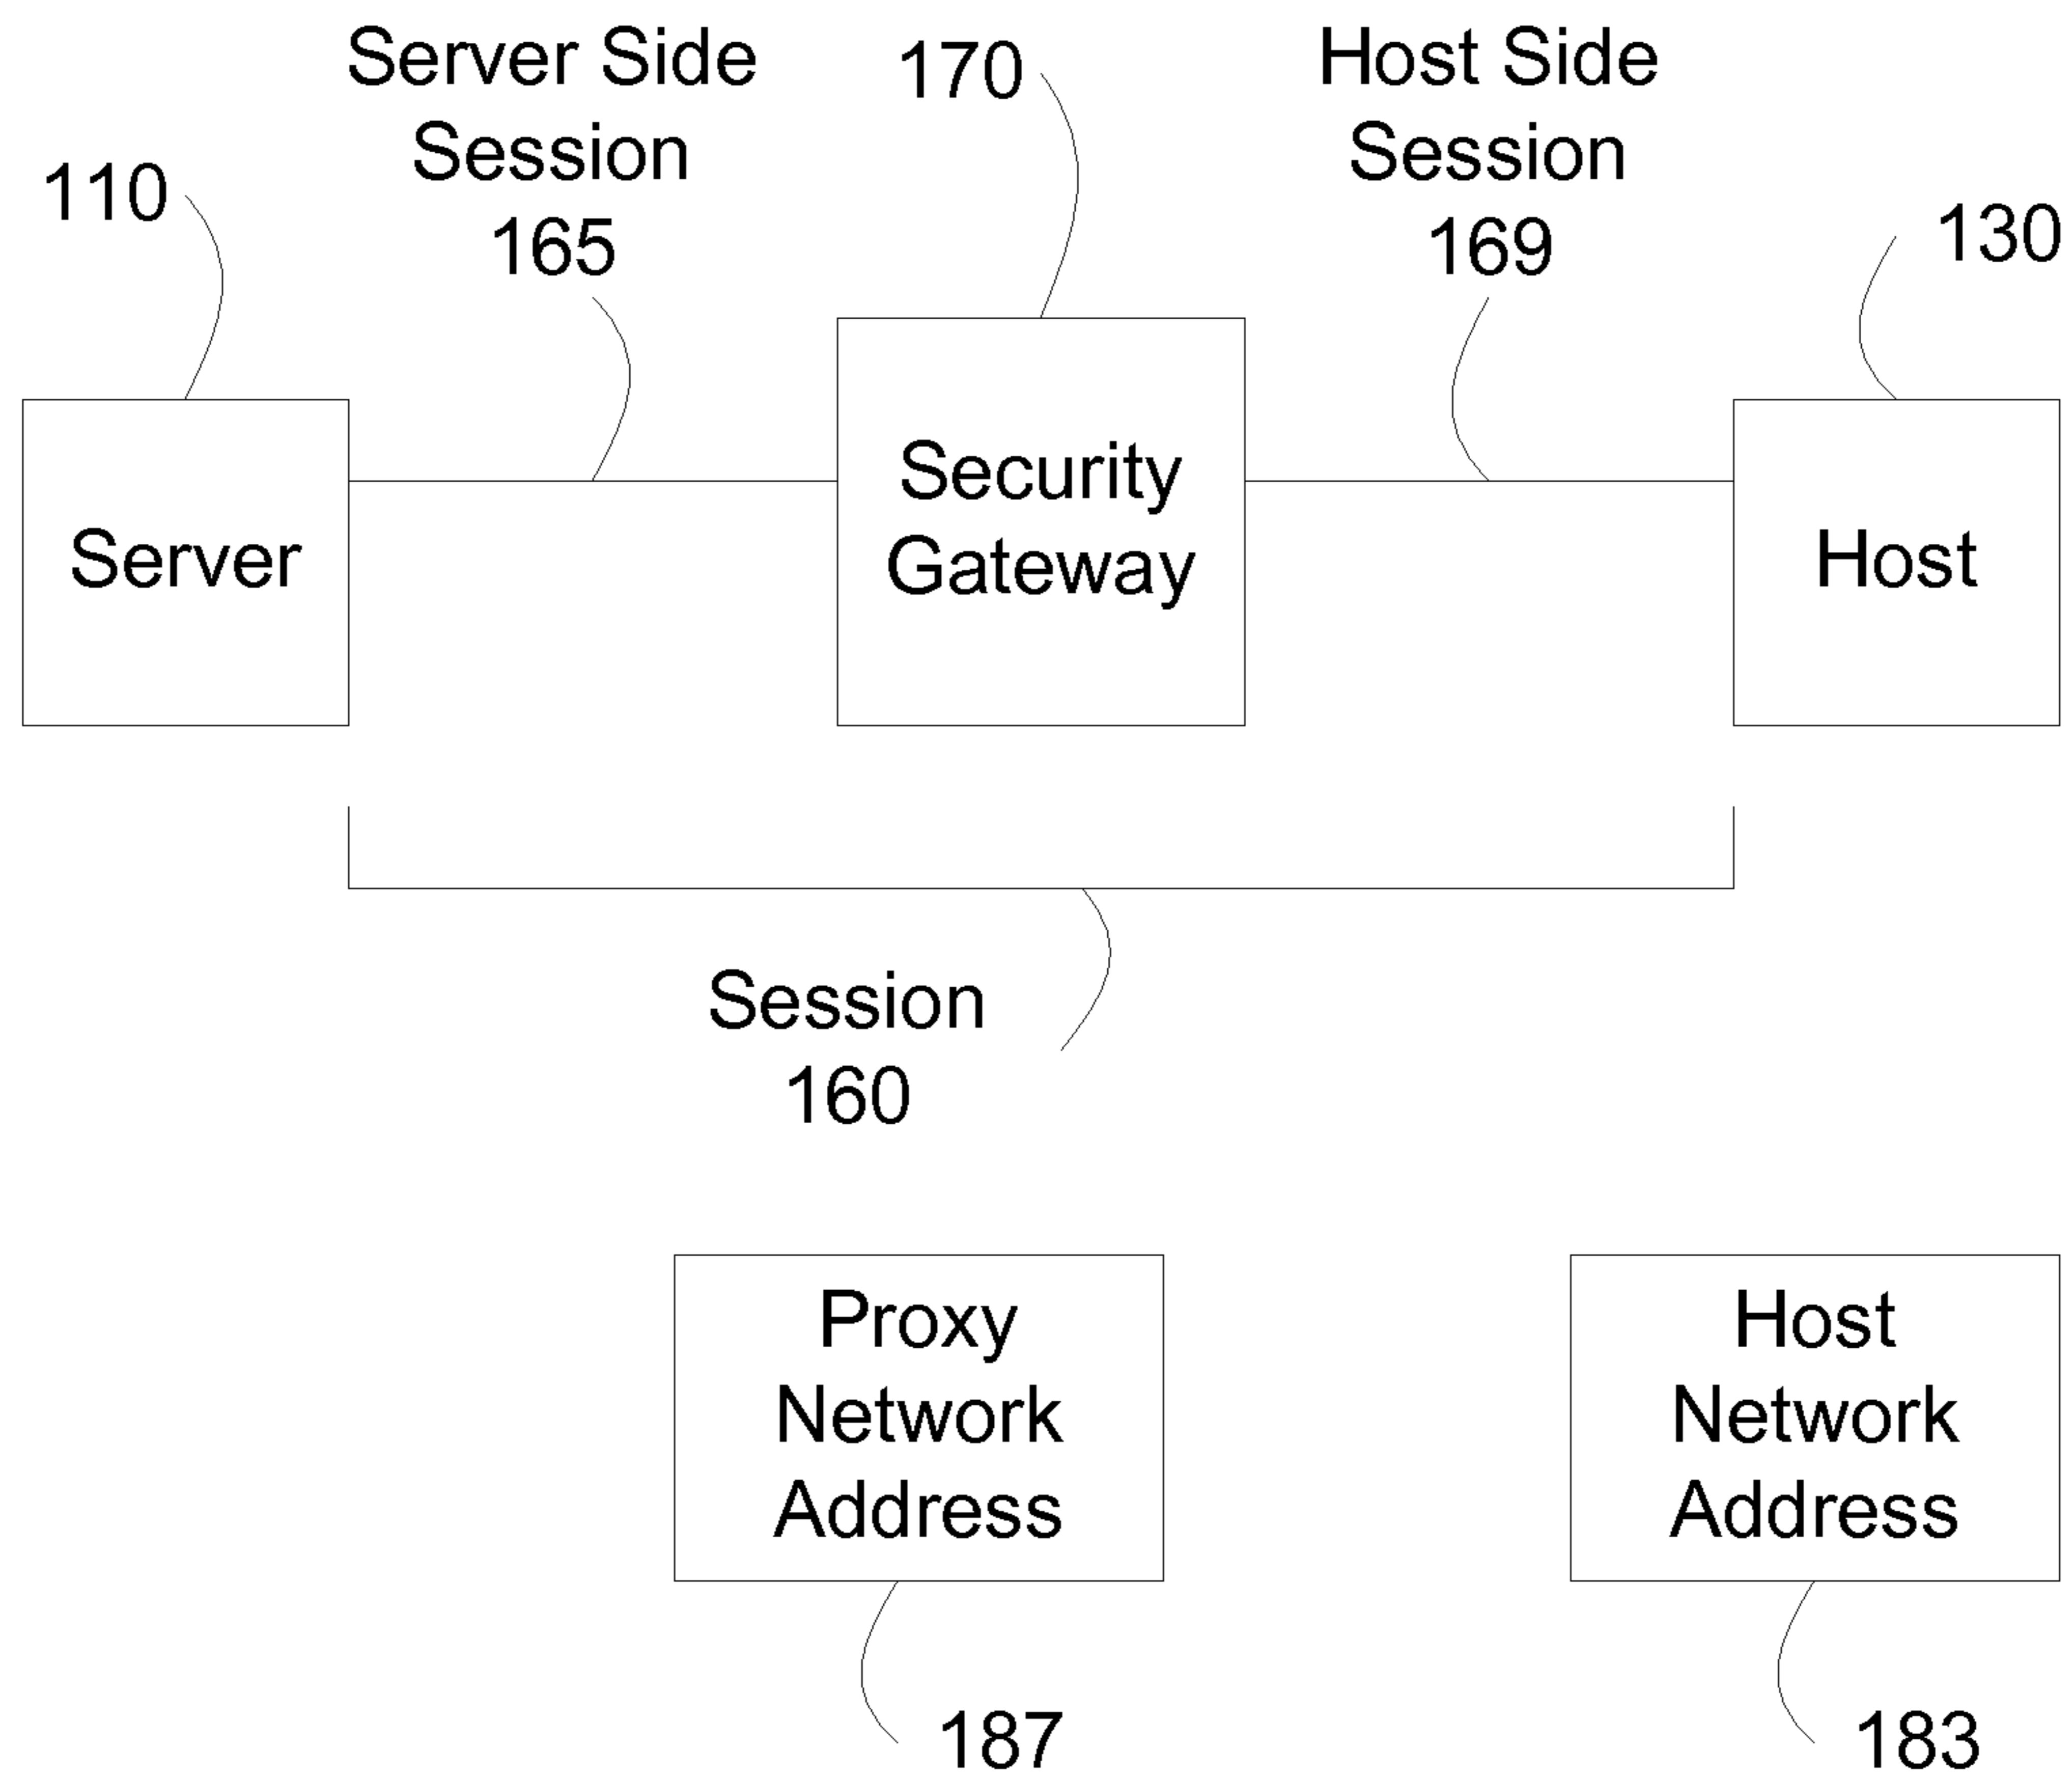 Server Side
Session
165
170
Host Side
Session
169
110
130
Server
Security
Gateway
Host
Session
160
Proxy
Network
Address
Host
Network
Address
187
183